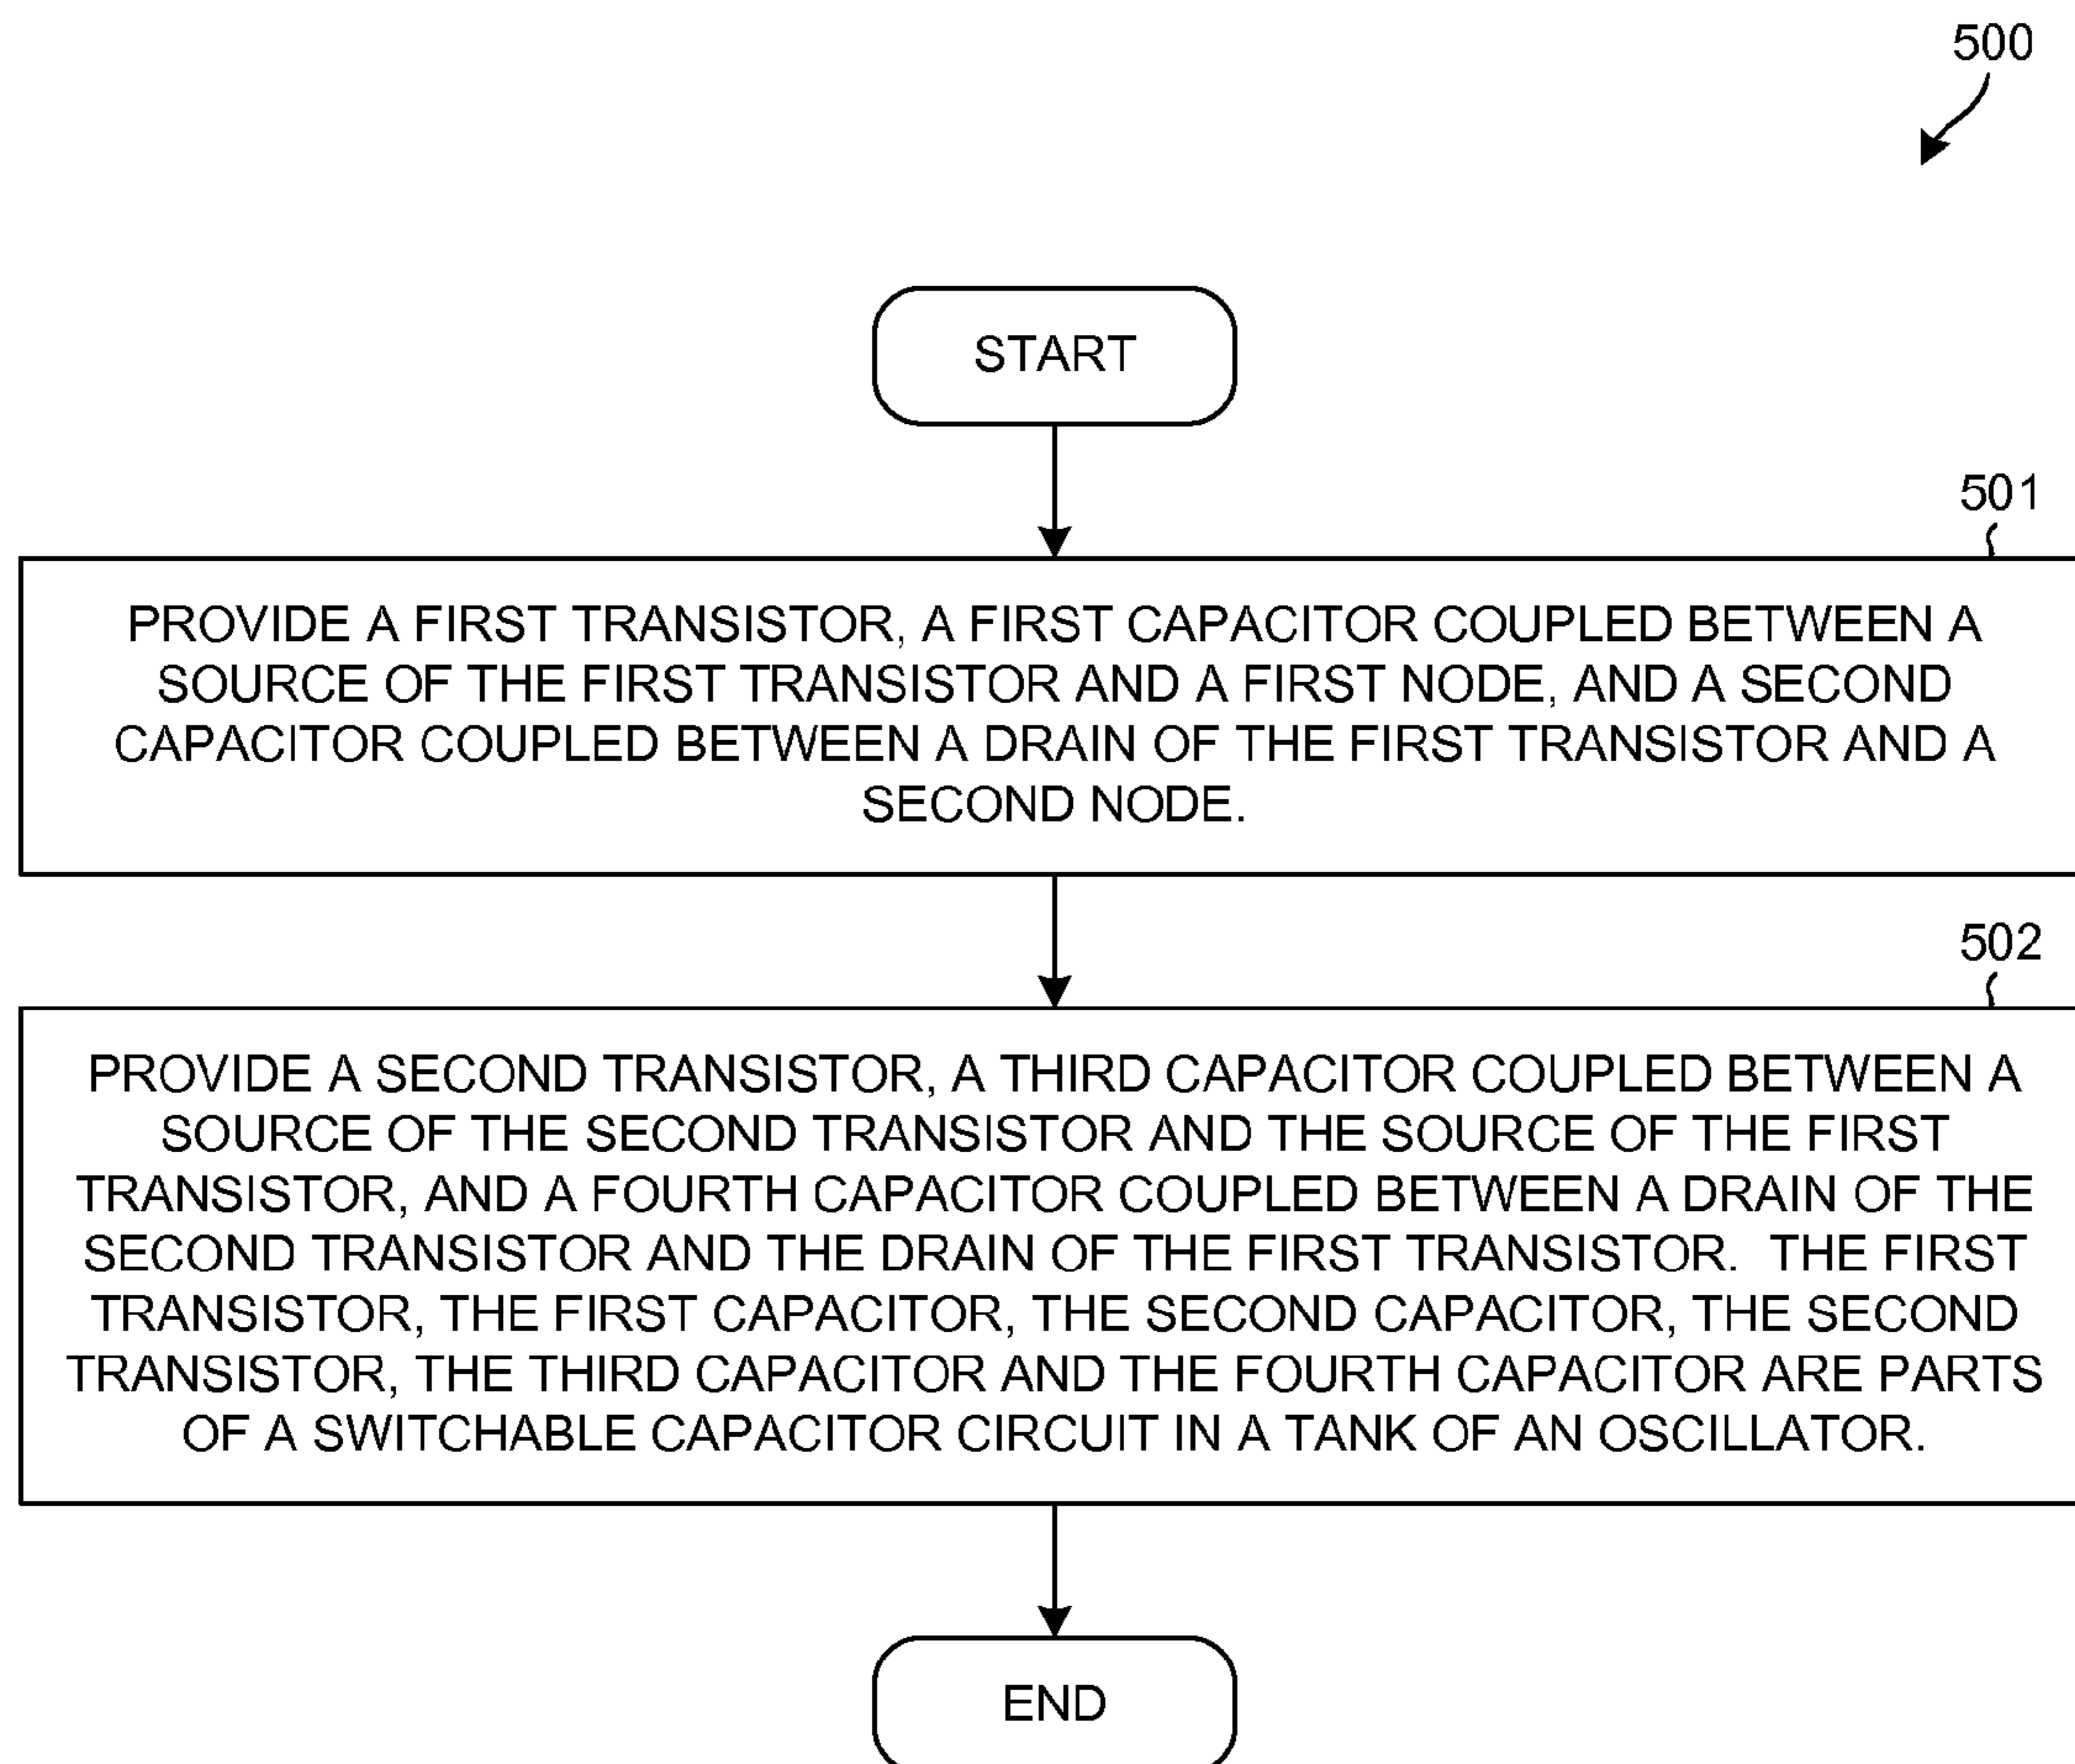 500
START
501
PROVIDE A FIRST TRANSISTOR, A FIRST CAPACITOR COUPLED BETWEEN A
SOURCE OF THE FIRST TRANSISTOR AND A FIRST NODE, AND A SECOND
CAPACITOR COUPLED BETWEEN A DRAIN OF THE FIRST TRANSISTOR AND A
SECOND NODE.
502
PROVIDE A SECOND TRANSISTOR, A THIRD CAPACITOR COUPLED BETWEEN A
SOURCE OF THE SECOND TRANSISTOR AND THE SOURCE OF THE FIRST
TRANSISTOR, AND A FOURTH CAPACITOR COUPLED BETWEEN A DRAIN OF THE
SECOND TRANSISTOR AND THE DRAIN OF THE FIRST TRANSISTOR. THE FIRST
TRANSISTOR, THE FIRST CAPACITOR, THE SECOND CAPACITOR, THE SECOND
TRANSISTOR, THE THIRD CAPACITOR AND THE FOURTH CAPACITOR ARE PARTS
OF A SWITCHABLE CAPACITOR CIRCUIT IN A TANK OF AN OSCILLATOR.
END